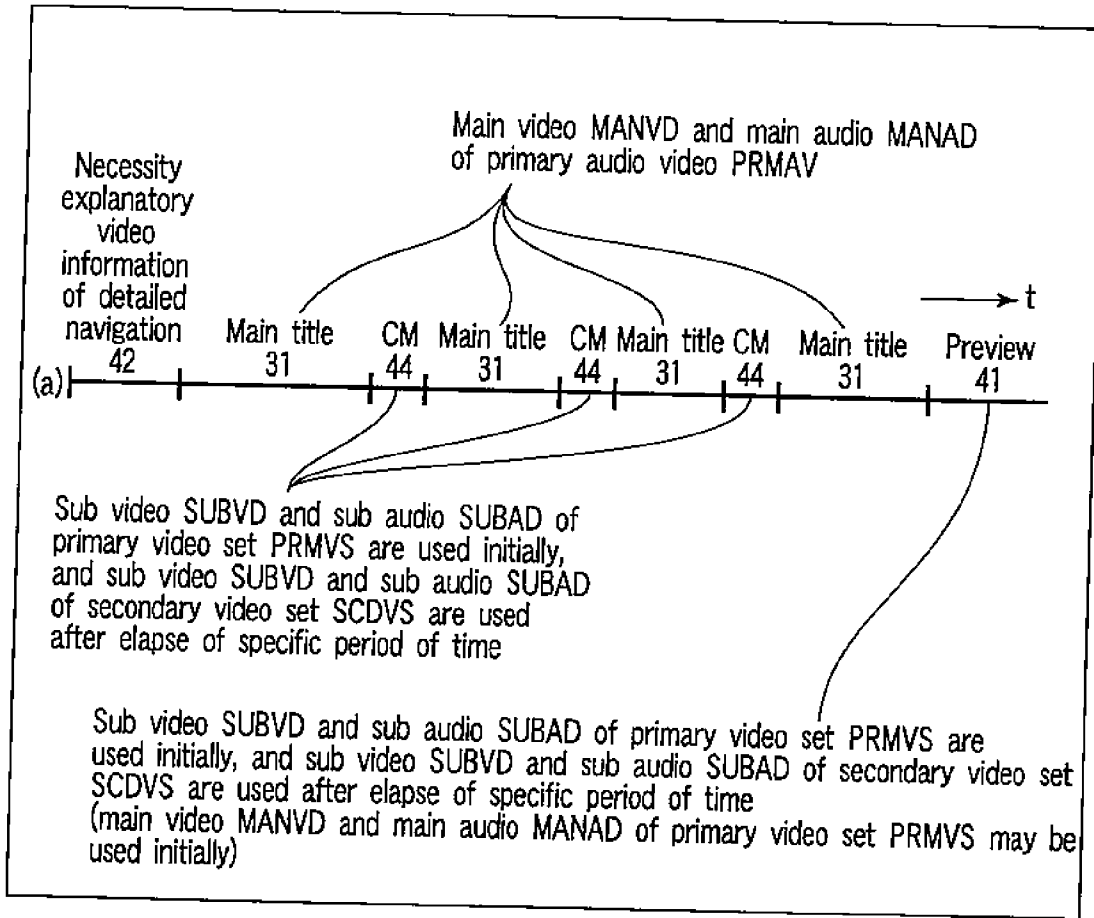 Main video MANVD and main audio MANAD
of primary audio video PRMAV
Necessity
explanatory
video
information
of detailed
navigation
t
Main title CM Main title CM Main title CM Main title Preview
(a) 42 31 44 31 44 31 44 31 41
Sub video SUBVD and sub audio SUBAD of
primary video set PRMVS are used initially,
and sub video SUBVD and sub audio SUBAD
of secondary video set SCDVS are used
after elapse of specific period of time
Sub video SUBVD and sub audio SUBAD of primary video set PRMVS are
used initially, and sub video SUBVD and sub audio SUBAD of secondary video set
SCDVS are used after elapse of specific period of time
(main video MANVD and main audio MANAD of primary video set PRMVS may be
used initially)